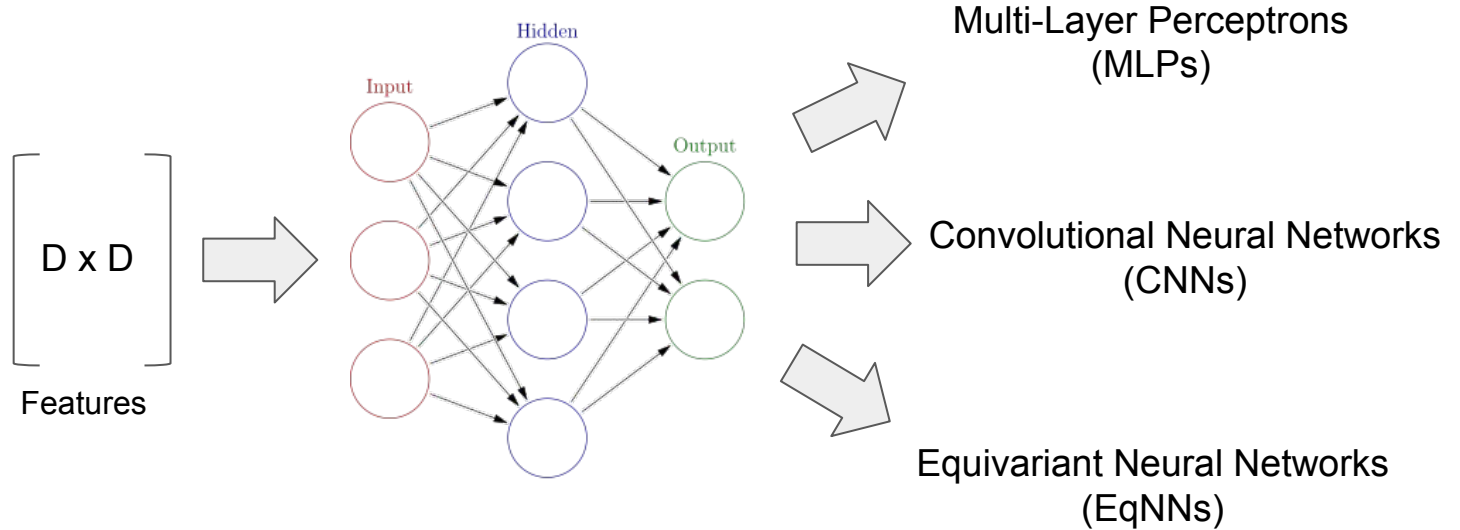 D x D
Features
Input
Hidden
Output
Multi-Layer Perceptrons
(MLPs)
Convolutional Neural Networks
(CNNs)
Equivariant Neural Networks
(EqNNs)